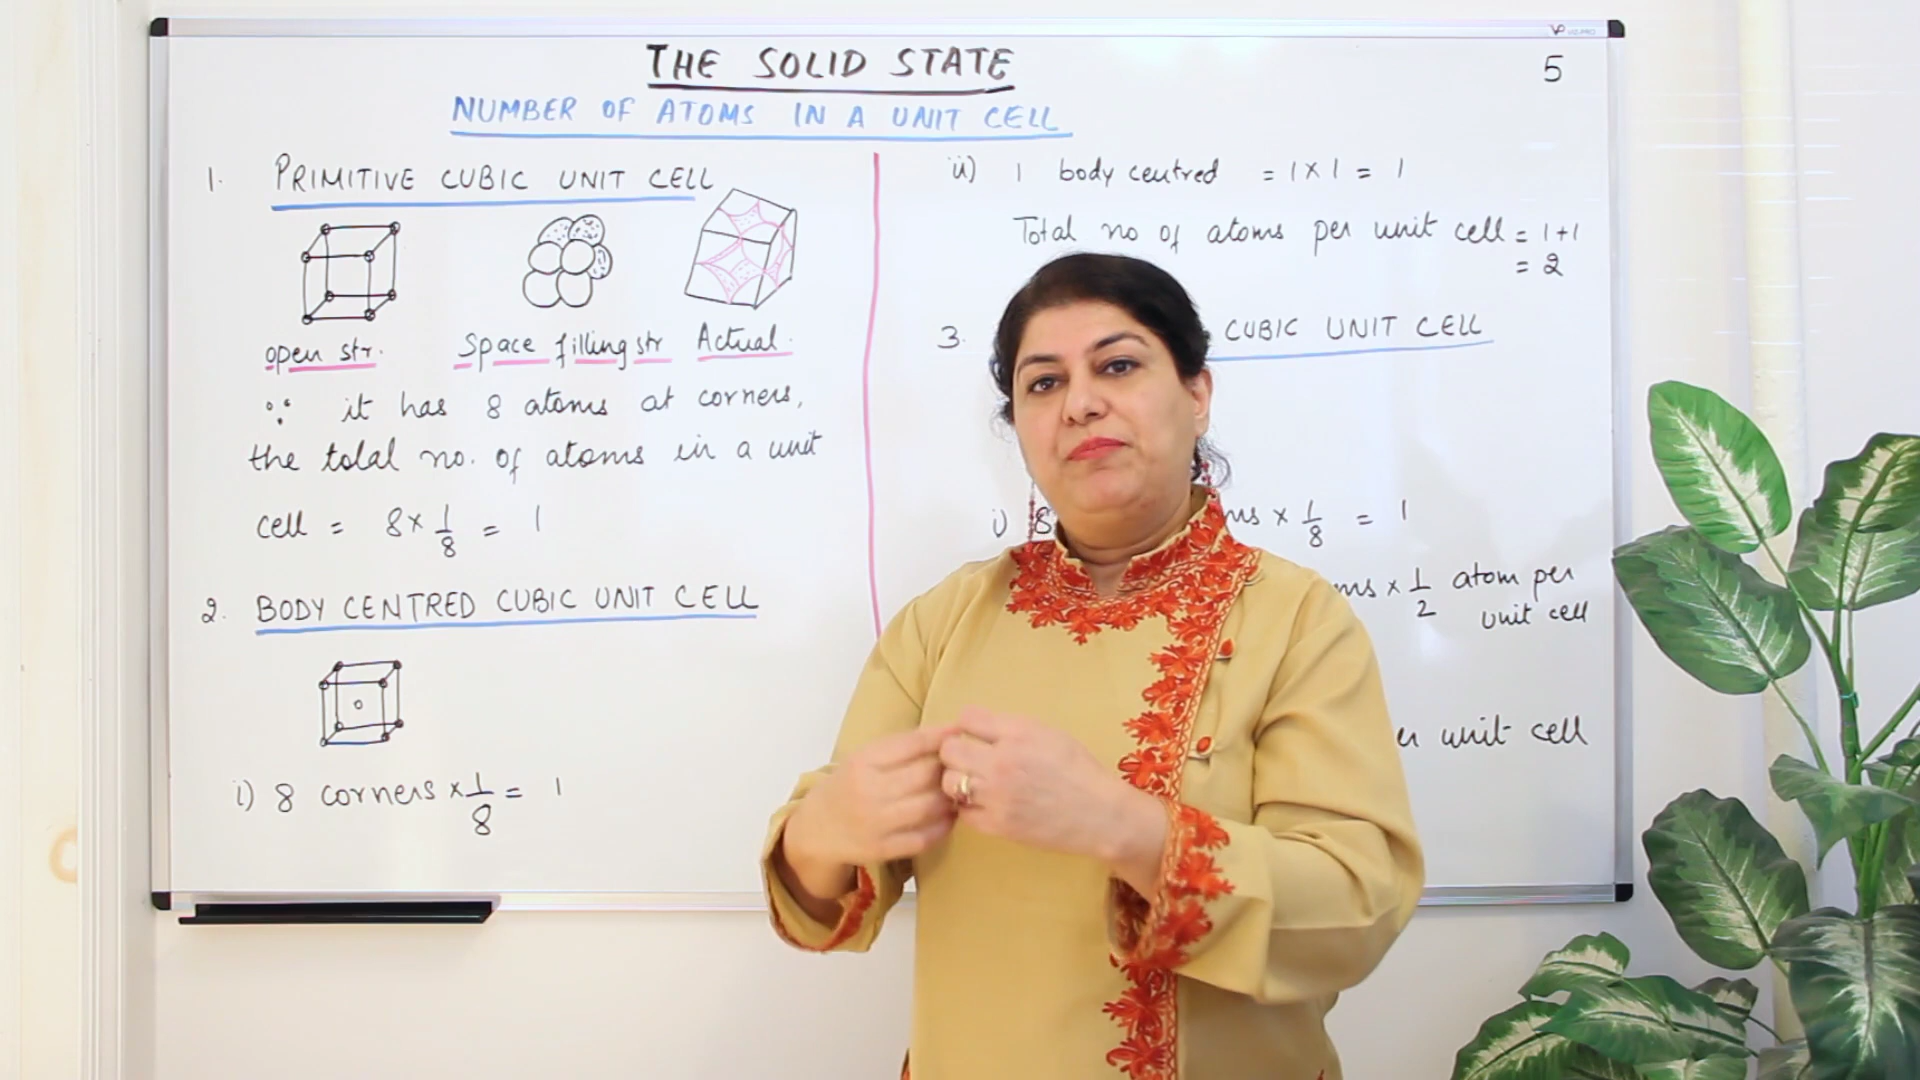 THE SOLID STATE
5
NUMBER OF ATOMS IN A UNIT CELL
1. PRIMITIVE CUBIC UNIT CELL
open str. Space filling str Actual.
∵ it has 8 atoms at corners,
the total no. of atoms in a unit
cell = 8 × 1/8 = 1
2. BODY CENTRED CUBIC UNIT CELL
i) 8 corners × 1/8 = 1
ii) 1 body centred = 1 × 1 = 1
Total no of atoms per unit cell = 1+1
= 2
3. CUBIC UNIT CELL
i) 8 × 1/8 = 1
× 1/2 atom per
unit cell
unit cell